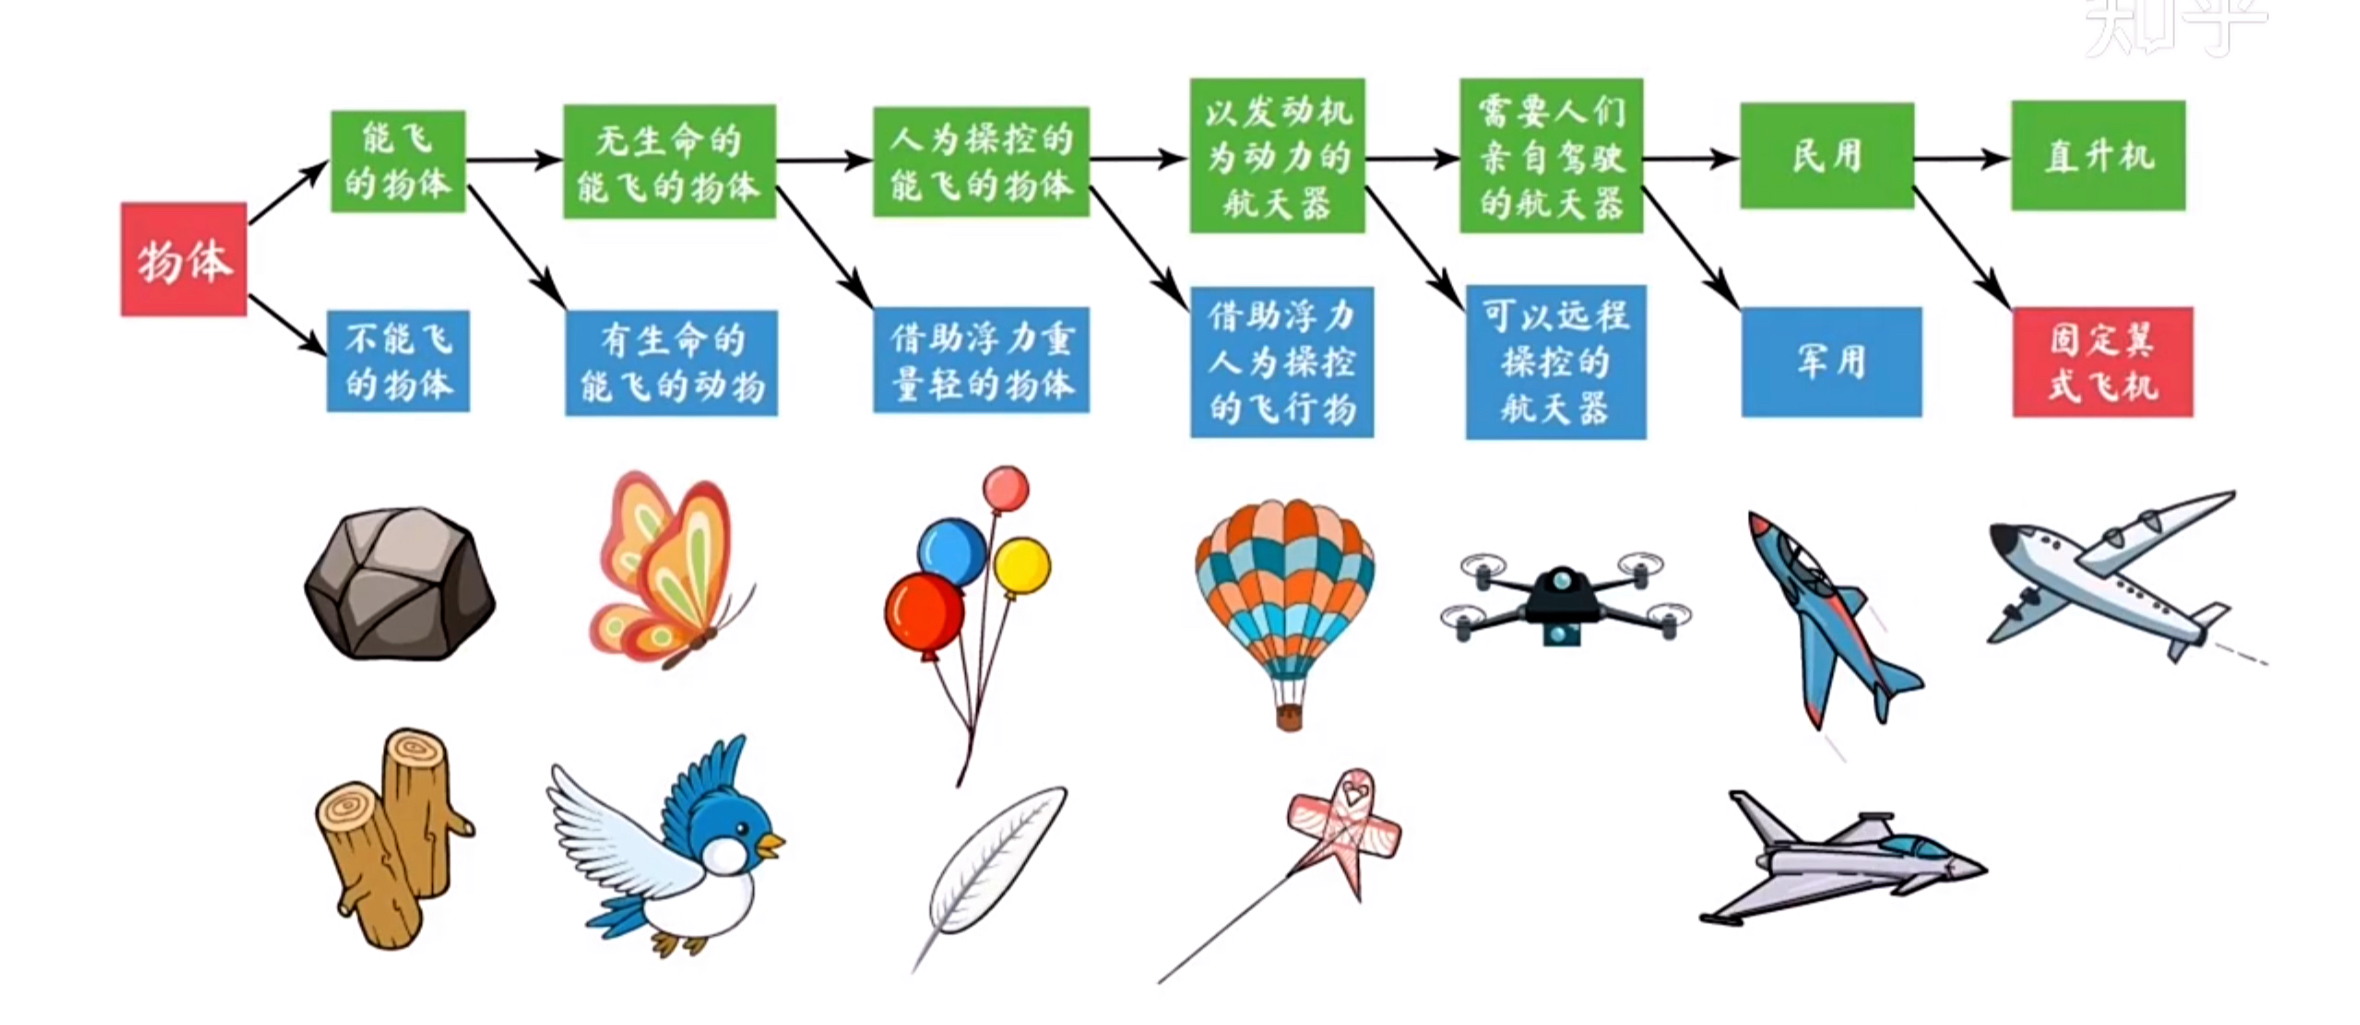 知乎
物体
能飞
的物体
不能飞
的物体
无生命的
能飞的物体
有生命的
能飞的动物
人为操控的
能飞的物体
借助浮力重
量轻的物体
以发动机
为动力的
航天器
借助浮力
人为操控
的飞行物
需要人们
亲自驾驶
的航天器
可以远程
操控的
航天器
民用
军用
直升机
固定翼
式飞机